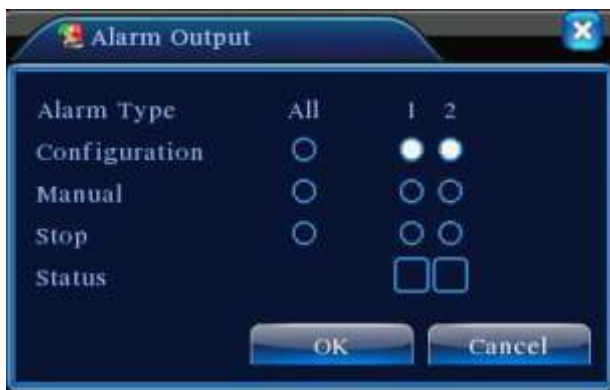 Alarm Output
Alarm Type All 1 2
Configuration
Manual
Stop
Status
OK Cancel